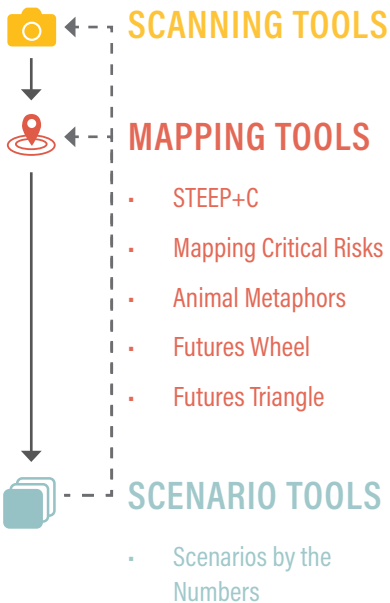 SCANNING TOOLS
MAPPING TOOLS
▪ STEEP+C
▪ Mapping Critical Risks
▪ Animal Metaphors
▪ Futures Wheel
▪ Futures Triangle
SCENARIO TOOLS
▪ Scenarios by the
Numbers